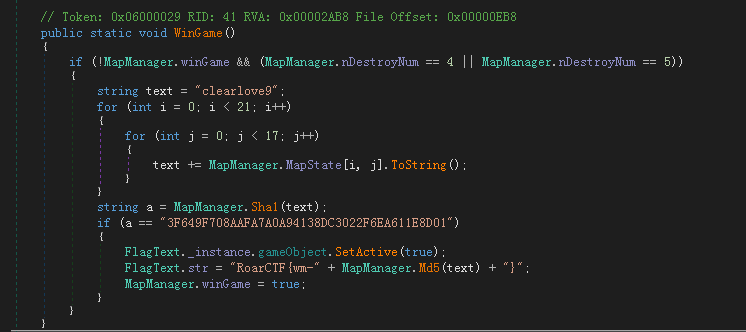 // Token: 0x06000029 RID: 41 RVA: 0x00002AB8 File Offset: 0x00000EB8
public static void WinGame()
{
if (!MapManager.winGame && (MapManager.nDestroyNum == 4 || MapManager.nDestroyNum == 5))
{
string text = "clearlove9";
for (int i = 0; i < 21; i++)
{
for (int j = 0; j < 17; j++)
{
text += MapManager.MapState[i, j].ToString();
}
}
string a = MapManager.Sha1(text);
if (a == "3F649F708AAFA7A0A94138DC3022F6EA611E8D01")
{
FlagText._instance.gameObject.SetActive(true);
FlagText.str = "RoarCTF{wm-" + MapManager.Md5(text) + "}";
MapManager.winGame = true;
}
}
}